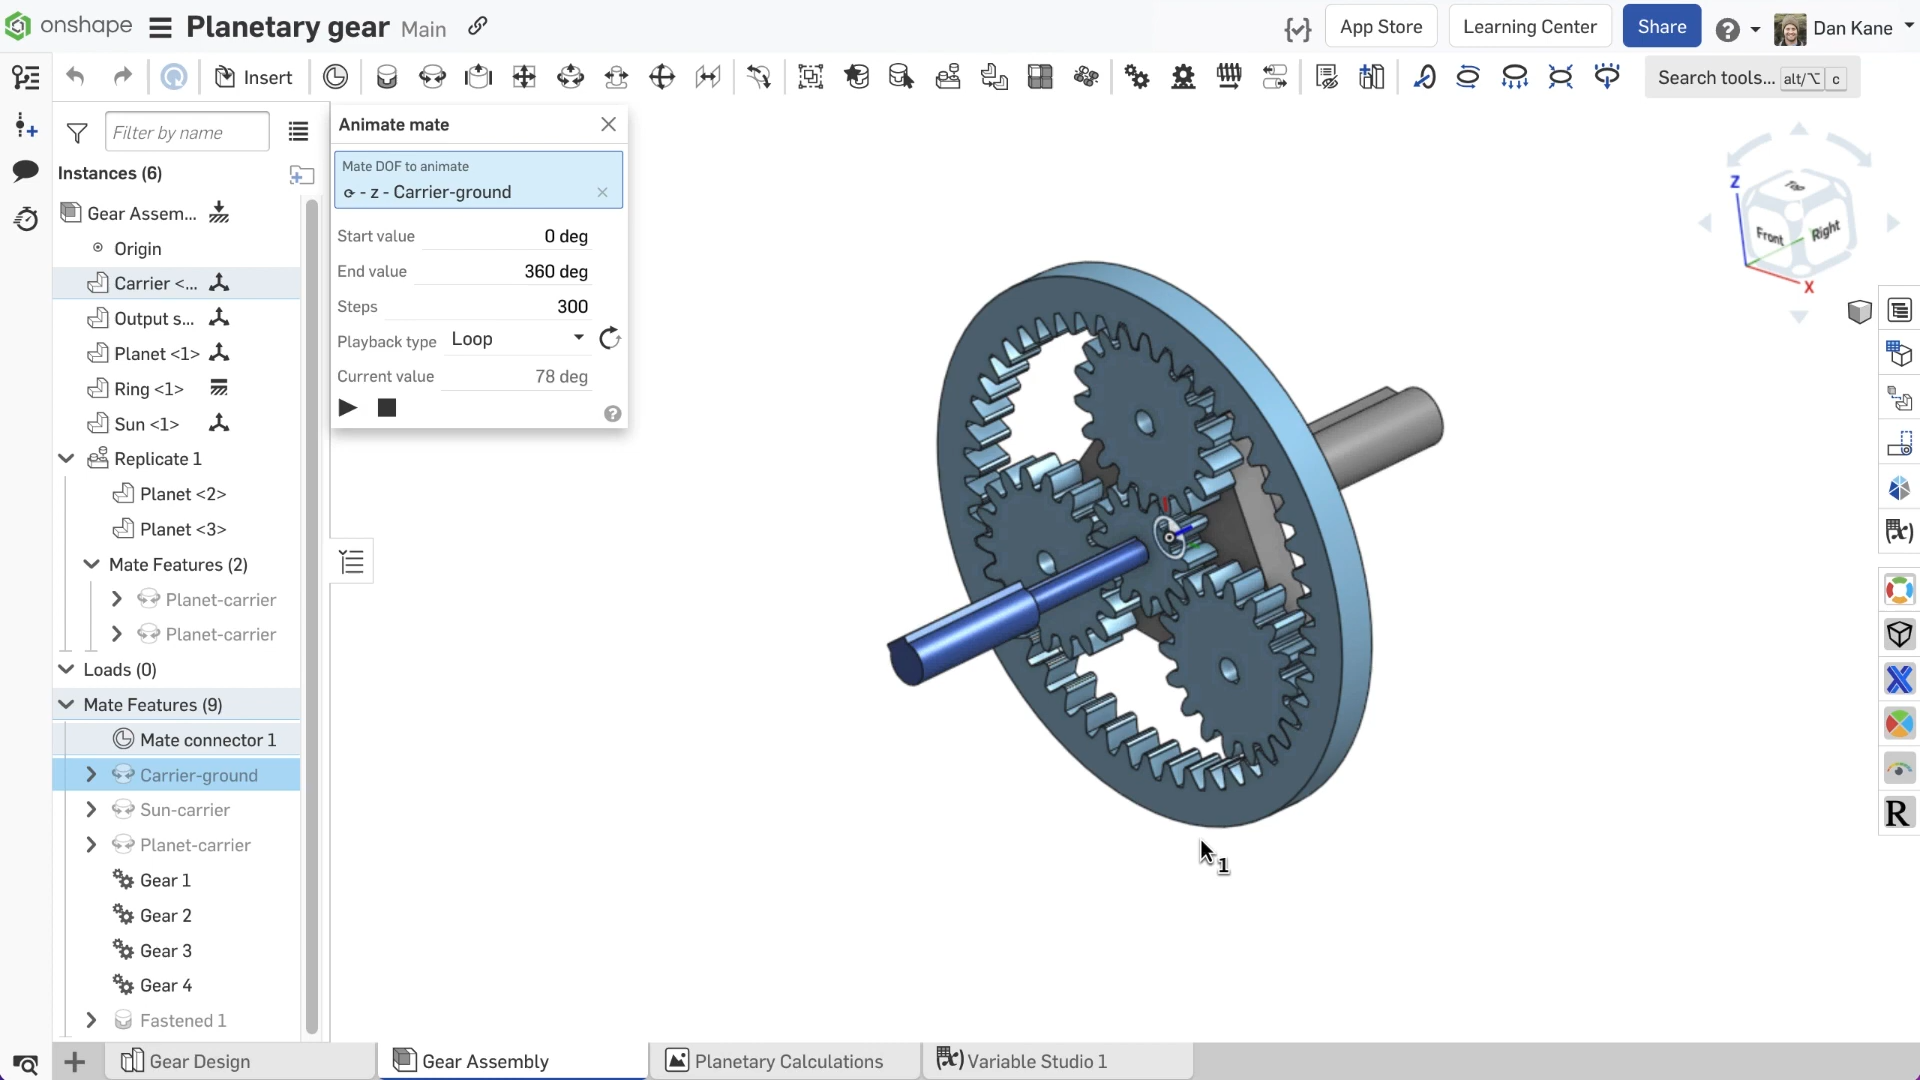 onshape
Planetary gear
Main
App Store
Learning Center
Share
Dan Kane
Insert
Search tools... alt/⌥ c
Filter by name
Instances (6)
Gear Assem...
Origin
Carrier <...
Output s...
Planet <1>
Ring <1>
Sun <1>
Replicate 1
Planet <2>
Planet <3>
Mate Features (2)
Planet-carrier
Planet-carrier
Loads (0)
Mate Features (9)
Mate connector 1
Carrier-ground
Sun-carrier
Planet-carrier
Gear 1
Gear 2
Gear 3
Gear 4
Fastened 1
Animate mate
Mate DOF to animate
⟳ - z - Carrier-ground
Start value 0 deg
End value 360 deg
Steps 300
Playback type Loop
Current value 78 deg
Z
Top
Front
Right
X
1
R
Gear Design
Gear Assembly
Planetary Calculations
Variable Studio 1